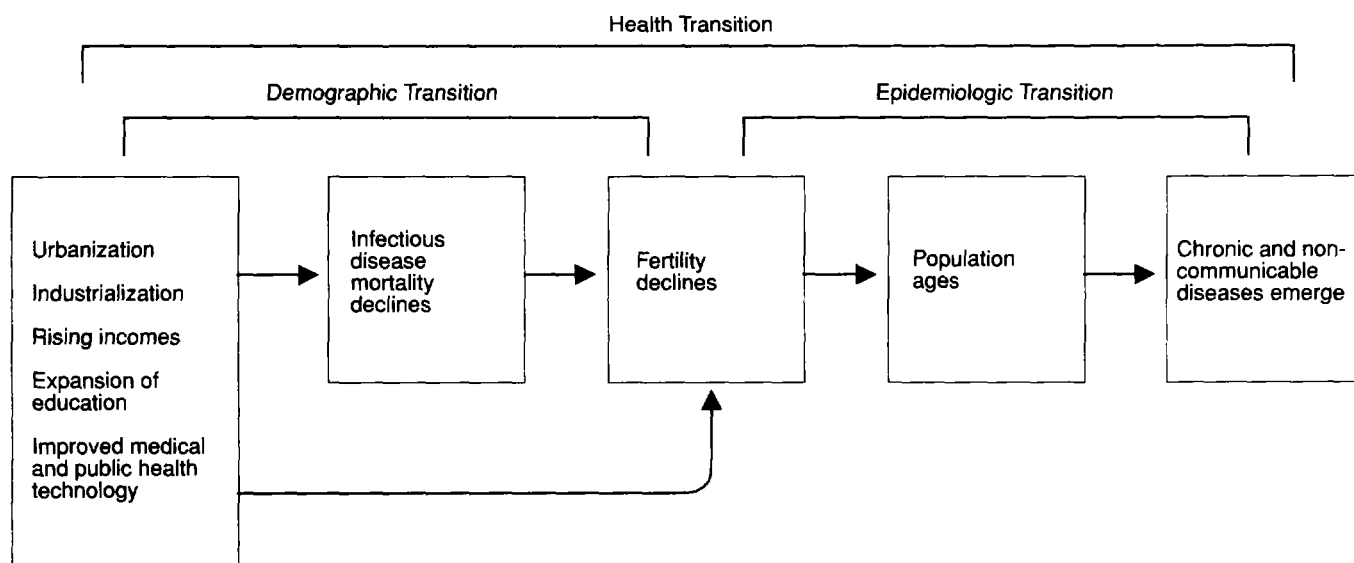 Health Transition
Demographic Transition
Epidemiologic Transition
Urbanization
Industrialization
Rising incomes
Expansion of
education
Improved medical
and public health
technology
Infectious
disease
mortality
declines
Fertility
declines
Population
ages
Chronic and non-
communicable
diseases emerge